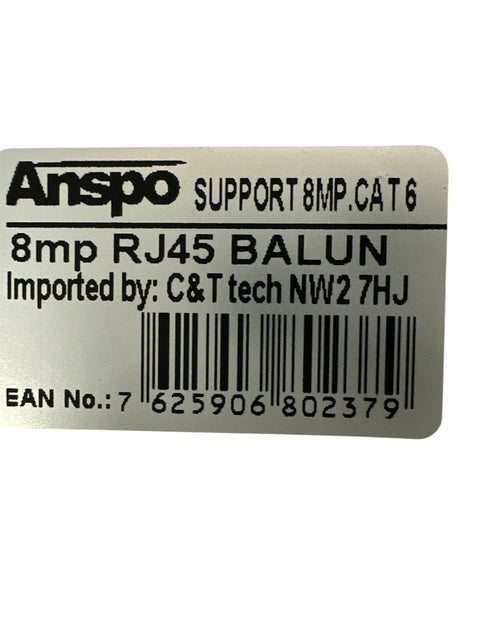 Anspo SUPPORT 8MP.CAT 6
8mp RJ45 BALUN
Imported by: C&T tech NW2 7HJ
EAN No.: 7 625906 802379